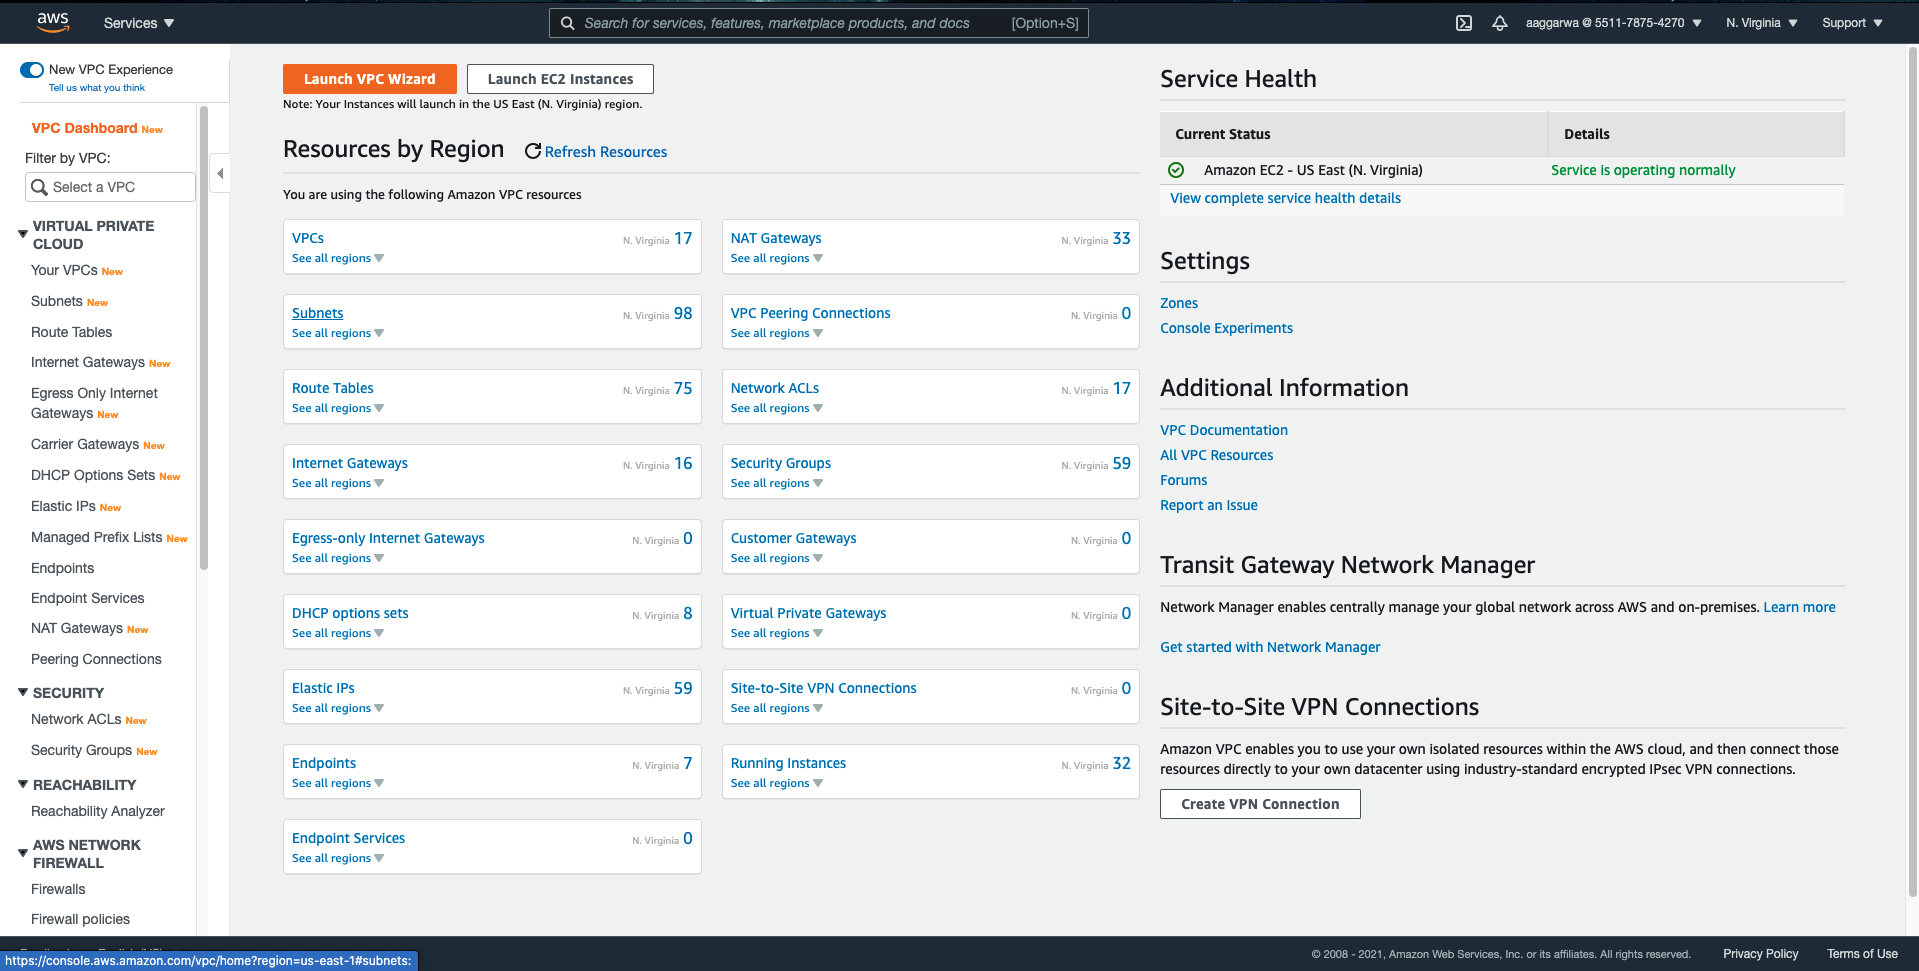 aws
Services
Search for services, features, marketplace products, and docs [Option+S]
aaggarwa @ 5511-7875-4270
N. Virginia
Support
New VPC Experience
Tell us what you think
VPC Dashboard New
Filter by VPC:
Select a VPC
VIRTUAL PRIVATE
CLOUD
Your VPCs New
Subnets New
Route Tables
Internet Gateways New
Egress Only Internet
Gateways New
Carrier Gateways New
DHCP Options Sets New
Elastic IPs New
Managed Prefix Lists New
Endpoints
Endpoint Services
NAT Gateways New
Peering Connections
SECURITY
Network ACLs New
Security Groups New
REACHABILITY
Reachability Analyzer
AWS NETWORK
FIREWALL
Firewalls
Firewall policies
Launch VPC Wizard
Launch EC2 Instances
Note: Your Instances will launch in the US East (N. Virginia) region.
Resources by Region
Refresh Resources
You are using the following Amazon VPC resources
VPCs N. Virginia 17
See all regions
NAT Gateways N. Virginia 33
See all regions
Subnets N. Virginia 98
See all regions
VPC Peering Connections N. Virginia 0
See all regions
Route Tables N. Virginia 75
See all regions
Network ACLs N. Virginia 17
See all regions
Internet Gateways N. Virginia 16
See all regions
Security Groups N. Virginia 59
See all regions
Egress-only Internet Gateways N. Virginia 0
See all regions
Customer Gateways N. Virginia 0
See all regions
DHCP options sets N. Virginia 8
See all regions
Virtual Private Gateways N. Virginia 0
See all regions
Elastic IPs N. Virginia 59
See all regions
Site-to-Site VPN Connections N. Virginia 0
See all regions
Endpoints N. Virginia 7
See all regions
Running Instances N. Virginia 32
See all regions
Endpoint Services N. Virginia 0
See all regions
Service Health
Current Status Details
Amazon EC2 - US East (N. Virginia) Service is operating normally
View complete service health details
Settings
Zones
Console Experiments
Additional Information
VPC Documentation
All VPC Resources
Forums
Report an Issue
Transit Gateway Network Manager
Network Manager enables centrally manage your global network across AWS and on-premises. Learn more
Get started with Network Manager
Site-to-Site VPN Connections
Amazon VPC enables you to use your own isolated resources within the AWS cloud, and then connect those
resources directly to your own datacenter using industry-standard encrypted IPsec VPN connections.
Create VPN Connection
https://console.aws.amazon.com/vpc/home?region=us-east-1#subnets:
© 2008 - 2021, Amazon Web Services, Inc. or its affiliates. All rights reserved.
Privacy Policy
Terms of Use